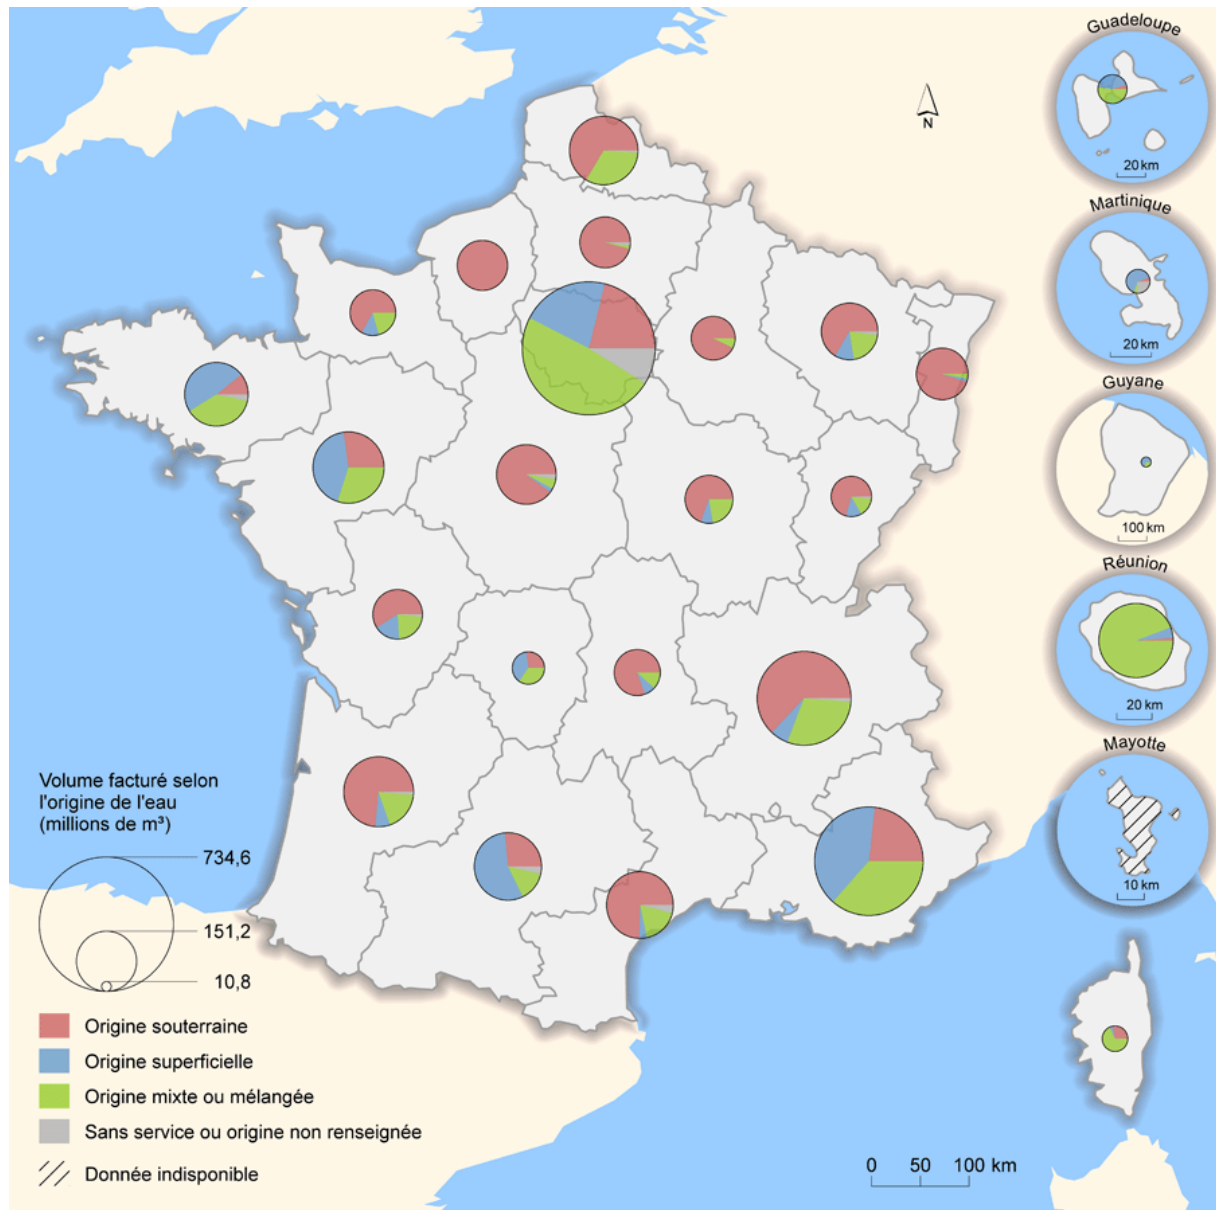 Guadeloupe
20 km
N
Martinique
20 km
Guyane
100 km
Réunion
20 km
Mayotte
10 km
Volume facturé selon
l'origine de l'eau
(millions de m³)
734,6
151,2
10,8
Origine souterraine
Origine superficielle
Origine mixte ou mélangée
Sans service ou origine non renseignée
Donnée indisponible
0 50 100 km